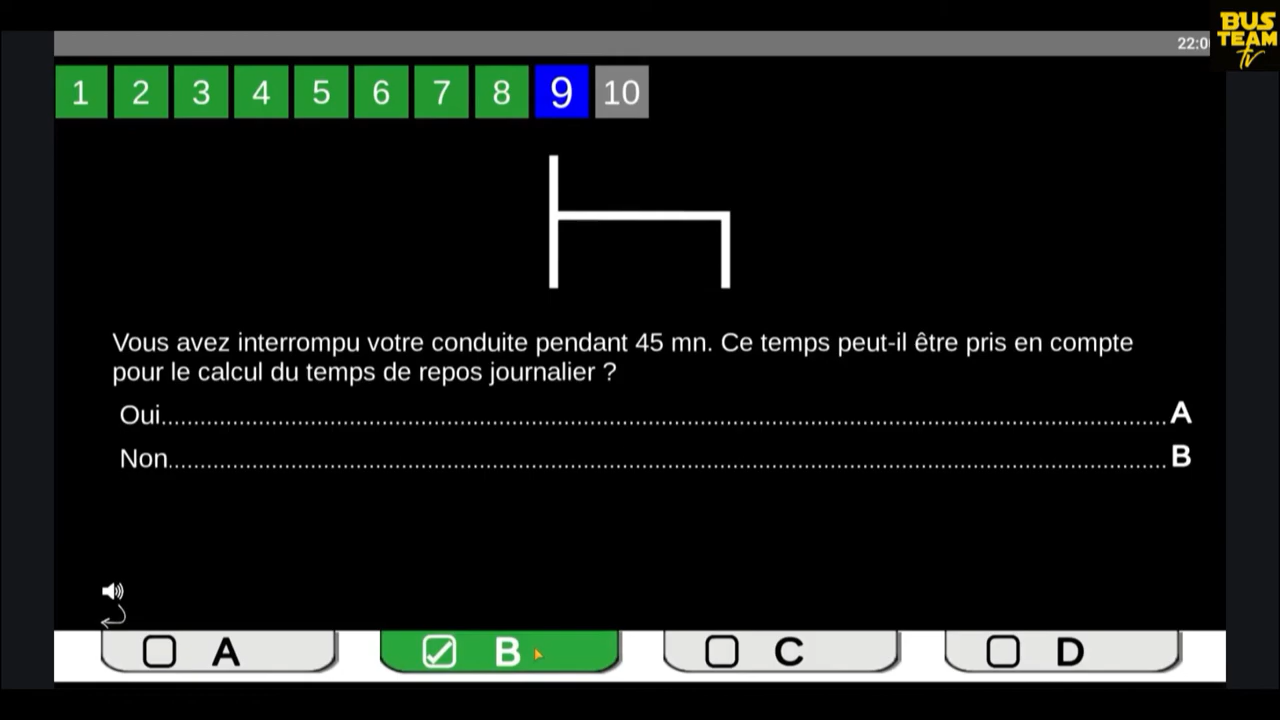 BUS
TEAM
tv
22:0
1 2 3 4 5 6 7 8 9 10
Vous avez interrompu votre conduite pendant 45 mn. Ce temps peut-il être pris en compte
pour le calcul du temps de repos journalier ?
Oui A
Non B
A B C D